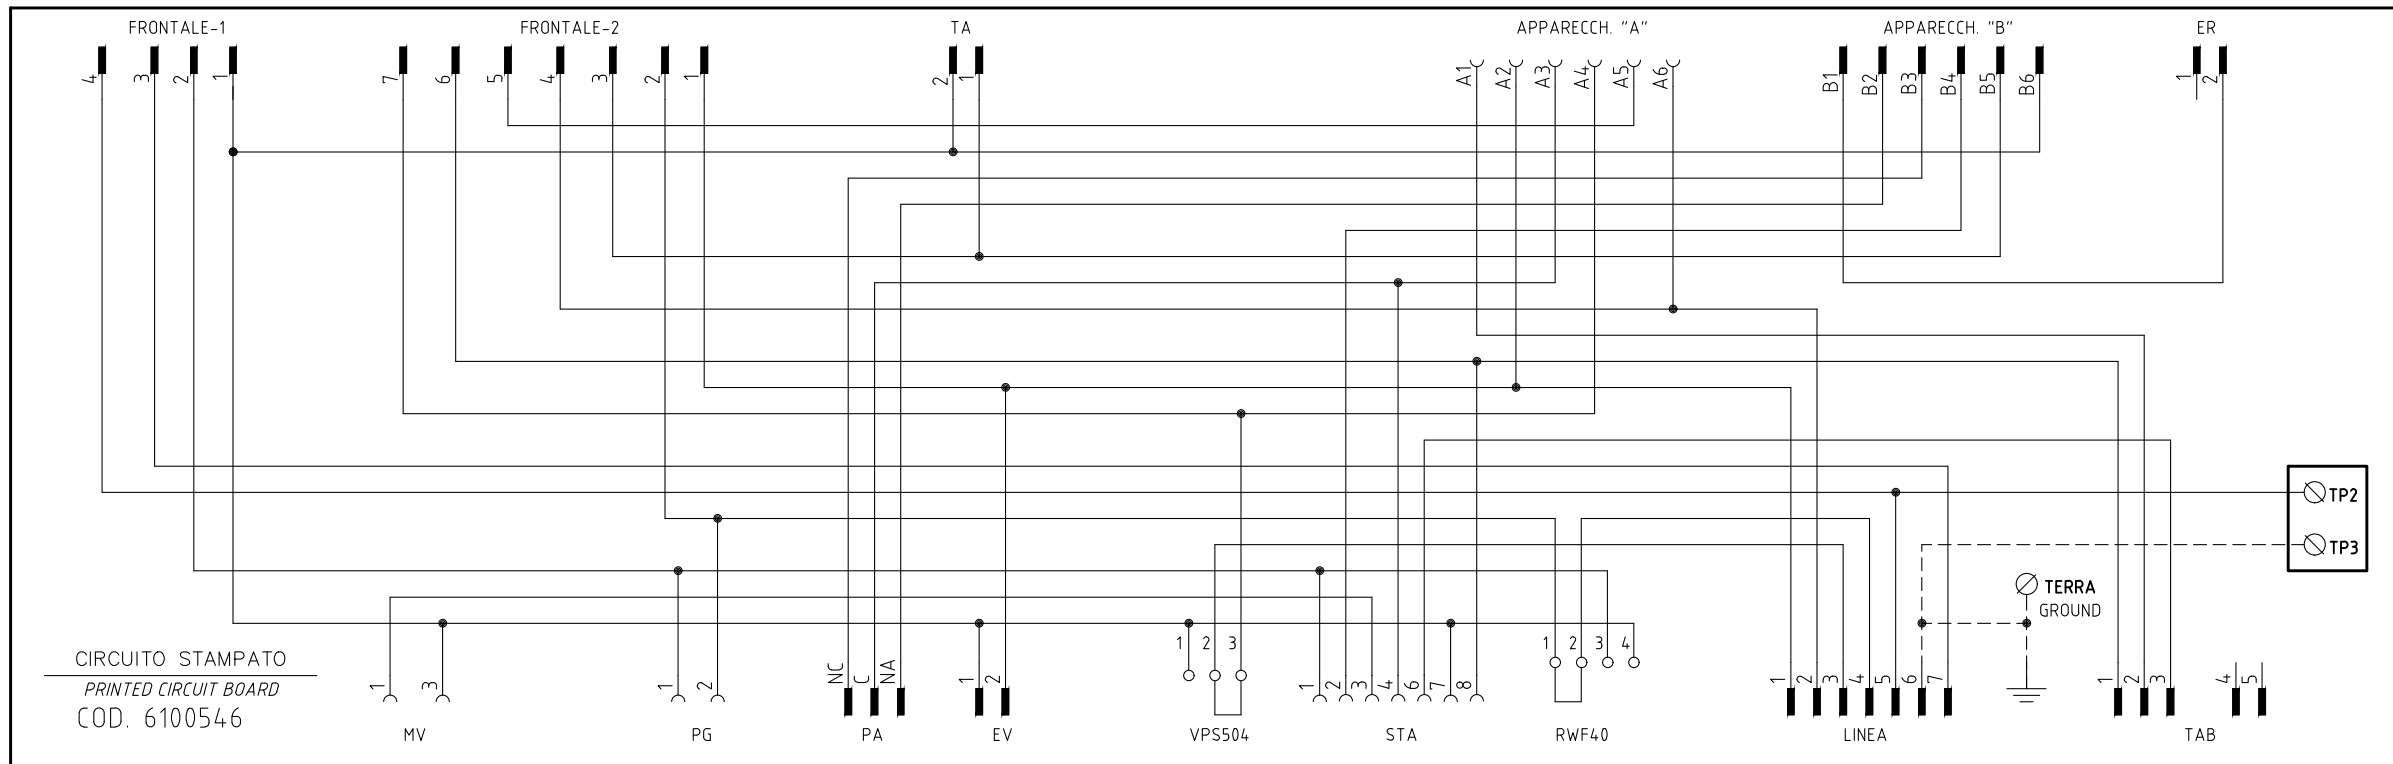 FRONTALE-1 FRONTALE-2 TA APPARECCH. "A" APPARECCH. "B" ER
4 3 2 1 7 6 5 4 3 2 1 2 1 A1 A2 A3 A4 A5 A6 B1 B2 B3 B4 B5 B6 1 2
TP2
TP3
TERRA
GROUND
1 2 3 1 2 3 4
CIRCUITO STAMPATO
PRINTED CIRCUIT BOARD
COD. 6100546
1 3 1 2 NC C NA 1 2 1 2 3 4 6 7 8 1 2 3 4 5 6 7 1 2 3 4 5
MV PG PA EV VPS504 STA RWF40 LINEA TAB